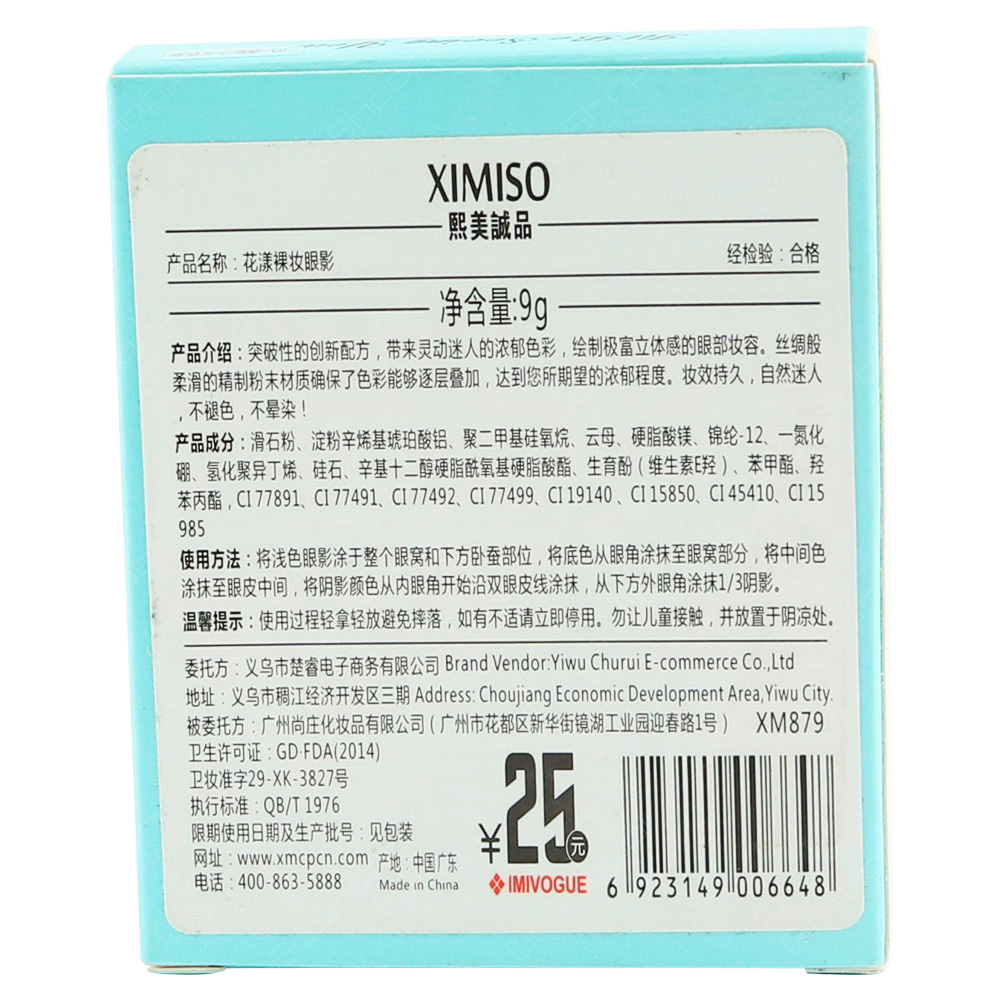 XIMISO
熙美誠品
产品名称：花漾裸妆眼影 经检验：合格
净含量:9g
产品介绍：突破性的创新配方，带来灵动迷人的浓郁色彩，绘制极富立体感的眼部妆容。丝绸般
柔滑的精制粉末材质确保了色彩能够逐层叠加，达到您所期望的浓郁程度。妆效持久，自然迷人
，不褪色，不晕染！
产品成分：滑石粉、淀粉辛烯基琥珀酸铝、聚二甲基硅氧烷、云母、硬脂酸镁、锦纶-12、一氮化
硼、氢化聚异丁烯、硅石、辛基十二醇硬脂酰氧基硬脂酸酯、生育酚（维生素E羟）、苯甲酯、羟
苯丙酯，CI 77891、CI 77491、CI 77492、CI 77499、CI 19140、CI 15850、CI 45410、CI 15
985
使用方法：将浅色眼影涂于整个眼窝和下方卧蚕部位，将底色从眼角涂抹至眼窝部分，将中间色
涂抹至眼皮中间，将阴影颜色从内眼角开始沿双眼皮线涂抹，从下方外眼角涂抹1/3阴影。
温馨提示：使用过程轻拿轻放避免摔落，如有不适请立即停用。勿让儿童接触，并放置于阴凉处。
委托方：义乌市楚睿电子商务有限公司 Brand Vendor:Yiwu Churui E-commerce Co.,Ltd
地址：义乌市稠江经济开发区三期 Address: Choujiang Economic Development Area,Yiwu City.
被委托方：广州尚庄化妆品有限公司（广州市花都区新华街镜湖工业园迎春路1号） XM879
卫生许可证：GD·FDA(2014)
卫妆准字29-XK-3827号
执行标准：QB/T 1976
限期使用日期及生产批号：见包装
网址：www.xmcpcn.com 产地：中国广东
电话：400-863-5888 Made in China
¥25元
IMIVOGUE
6 923149 006648